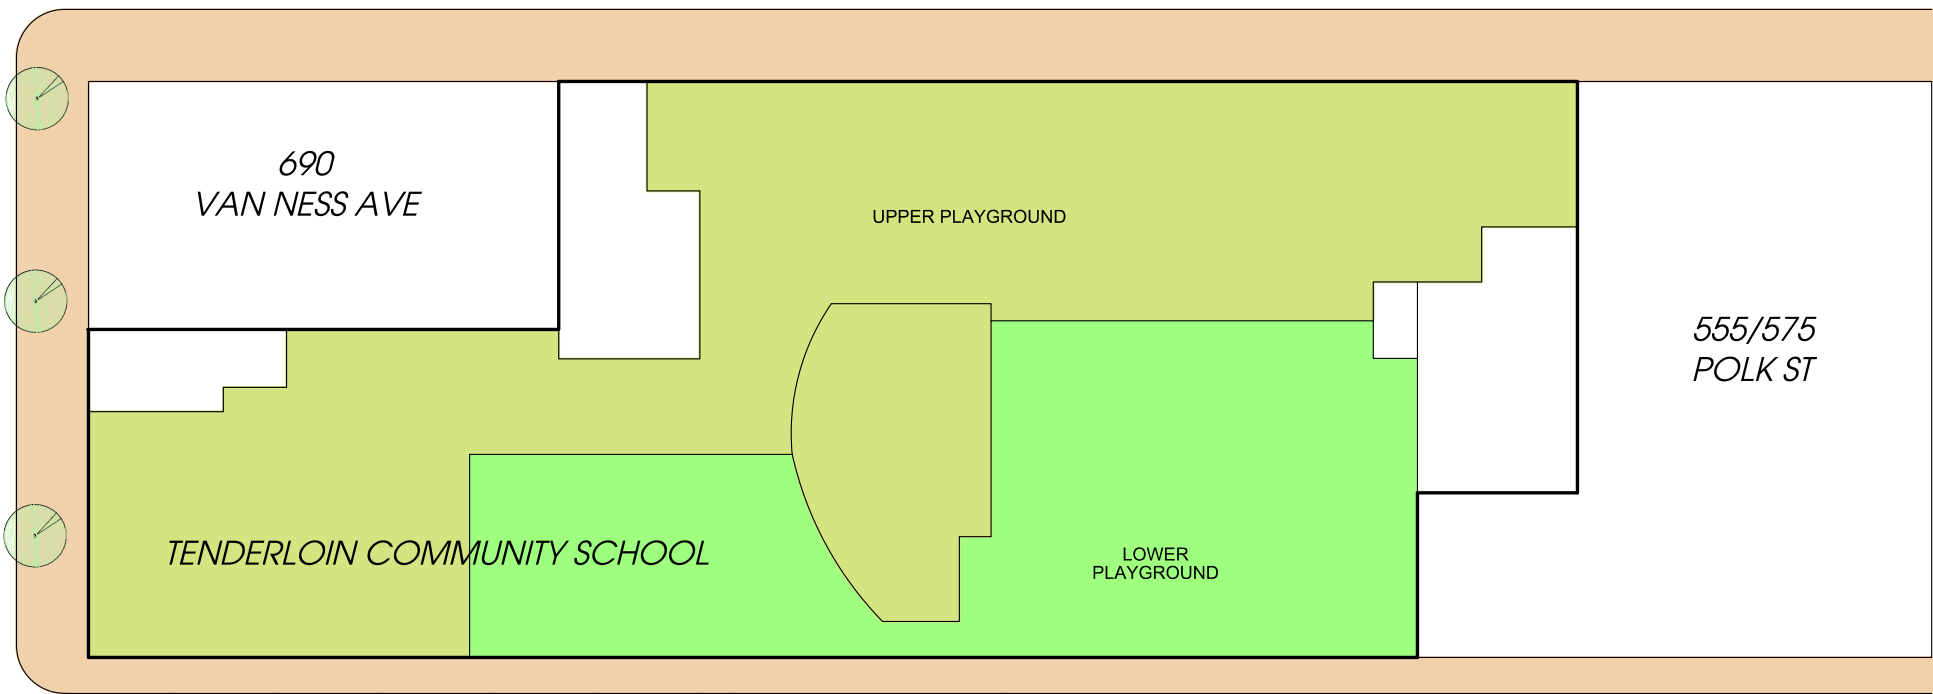 690
VAN NESS AVE
UPPER PLAYGROUND
555/575
POLK ST
TENDERLOIN COMMUNITY SCHOOL
LOWER
PLAYGROUND